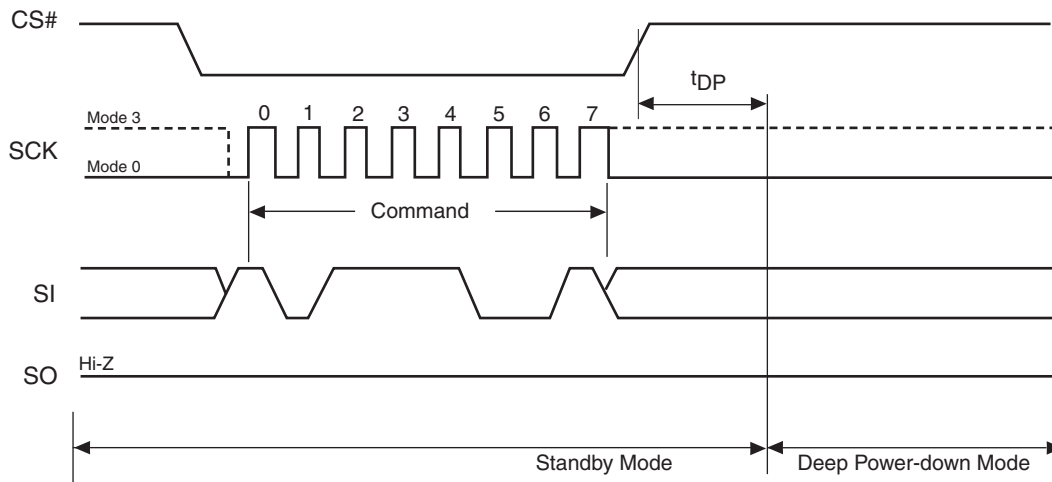 CS#
tDP
Mode 3
0 1 2 3 4 5 6 7
SCK
Mode 0
Command
SI
Hi-Z
SO
Standby Mode
Deep Power-down Mode